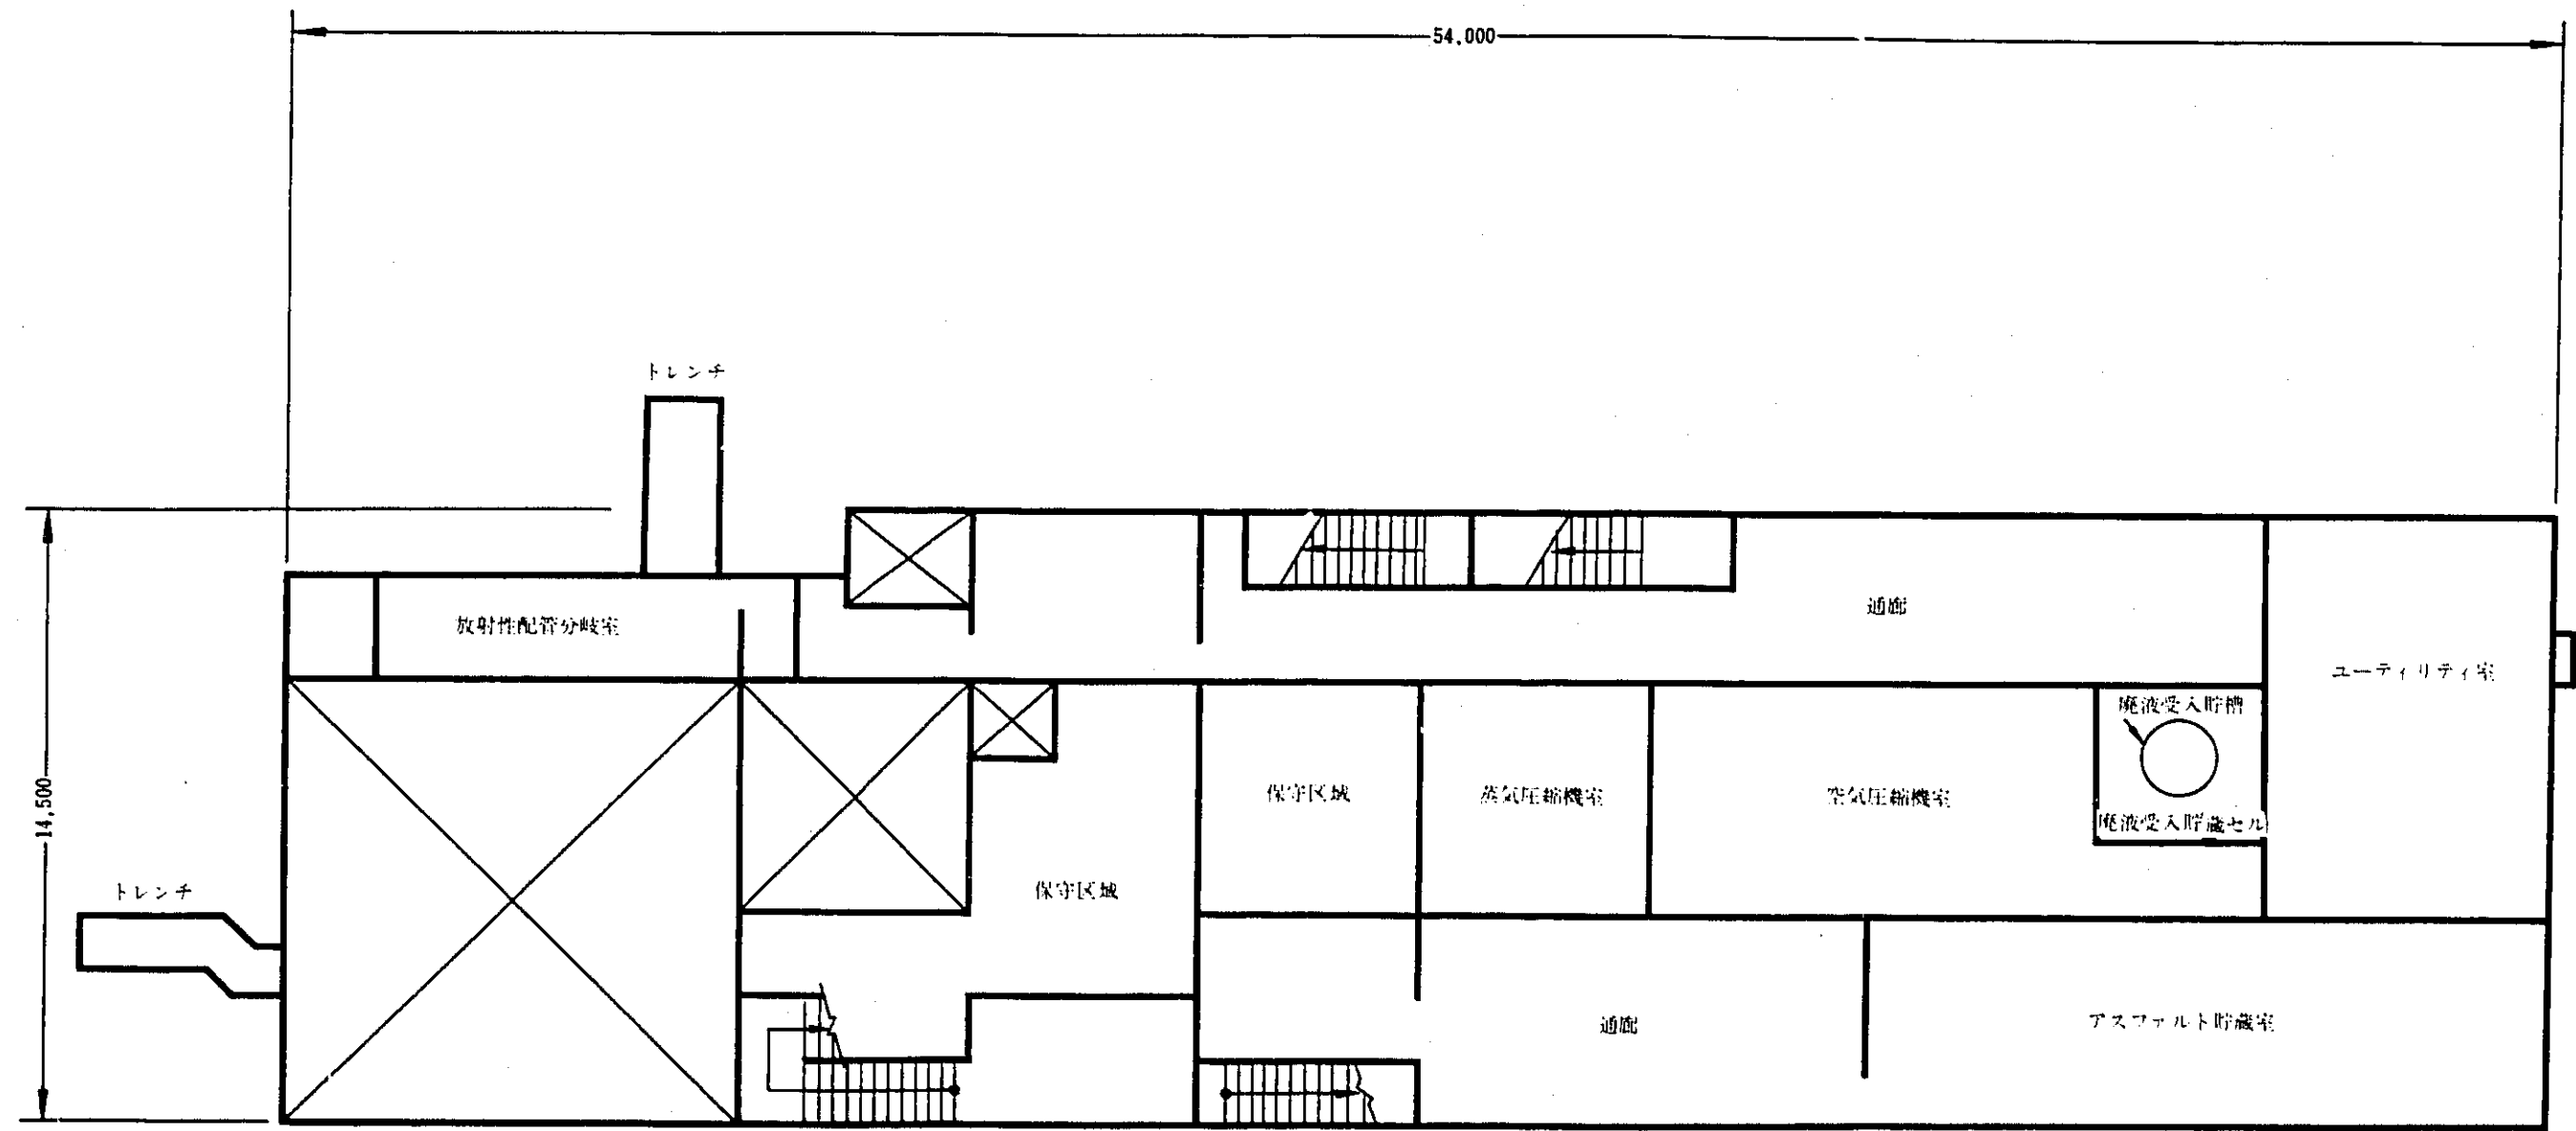 54,000
トレンチ
放射性配管分岐室
通廊
ユーティリティ室
廃液受入貯槽
保守区域
蒸気圧縮機室
空気圧縮機室
廃液受入貯蔵セル
14,500
トレンチ
保守区域
通廊
アスファルト貯蔵室